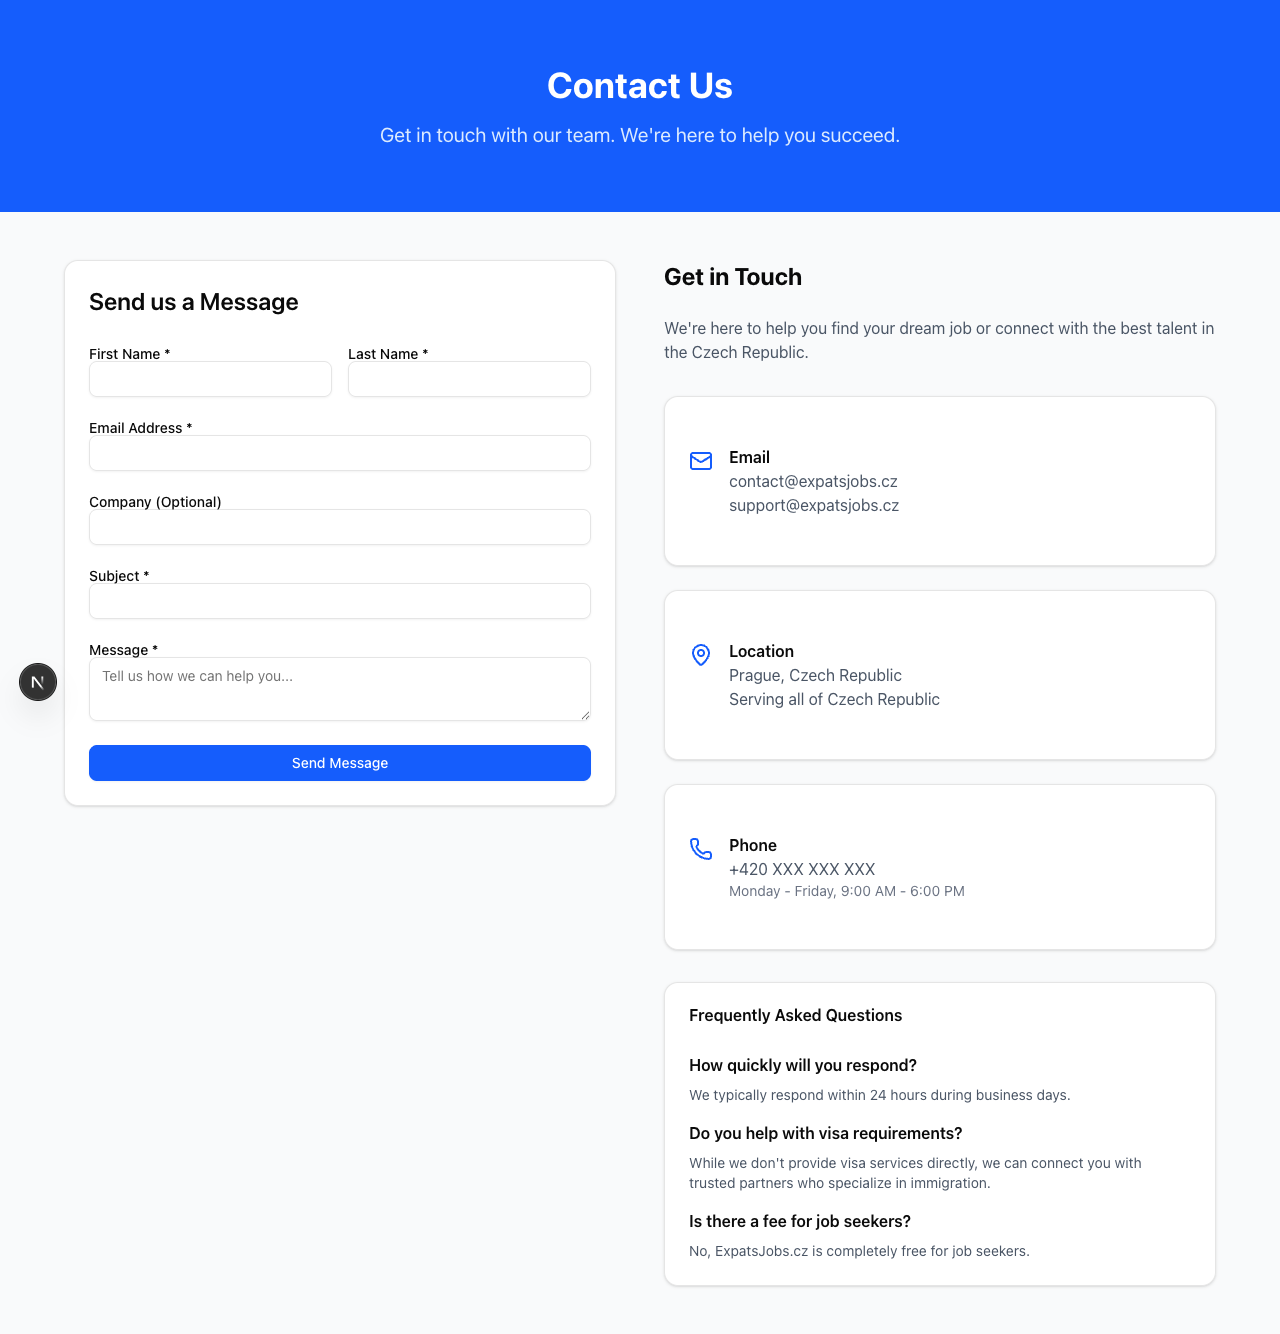 Contact Us
Get in touch with our team. We're here to help you succeed.
Send us a Message
First Name *
Last Name *
Email Address *
Company (Optional)
Subject *
Message *
Tell us how we can help you...
Send Message
N
Get in Touch
We're here to help you find your dream job or connect with the best talent in
the Czech Republic.
Email
contact@expatsjobs.cz
support@expatsjobs.cz
Location
Prague, Czech Republic
Serving all of Czech Republic
Phone
+420 XXX XXX XXX
Monday - Friday, 9:00 AM - 6:00 PM
Frequently Asked Questions
How quickly will you respond?
We typically respond within 24 hours during business days.
Do you help with visa requirements?
While we don't provide visa services directly, we can connect you with
trusted partners who specialize in immigration.
Is there a fee for job seekers?
No, ExpatsJobs.cz is completely free for job seekers.